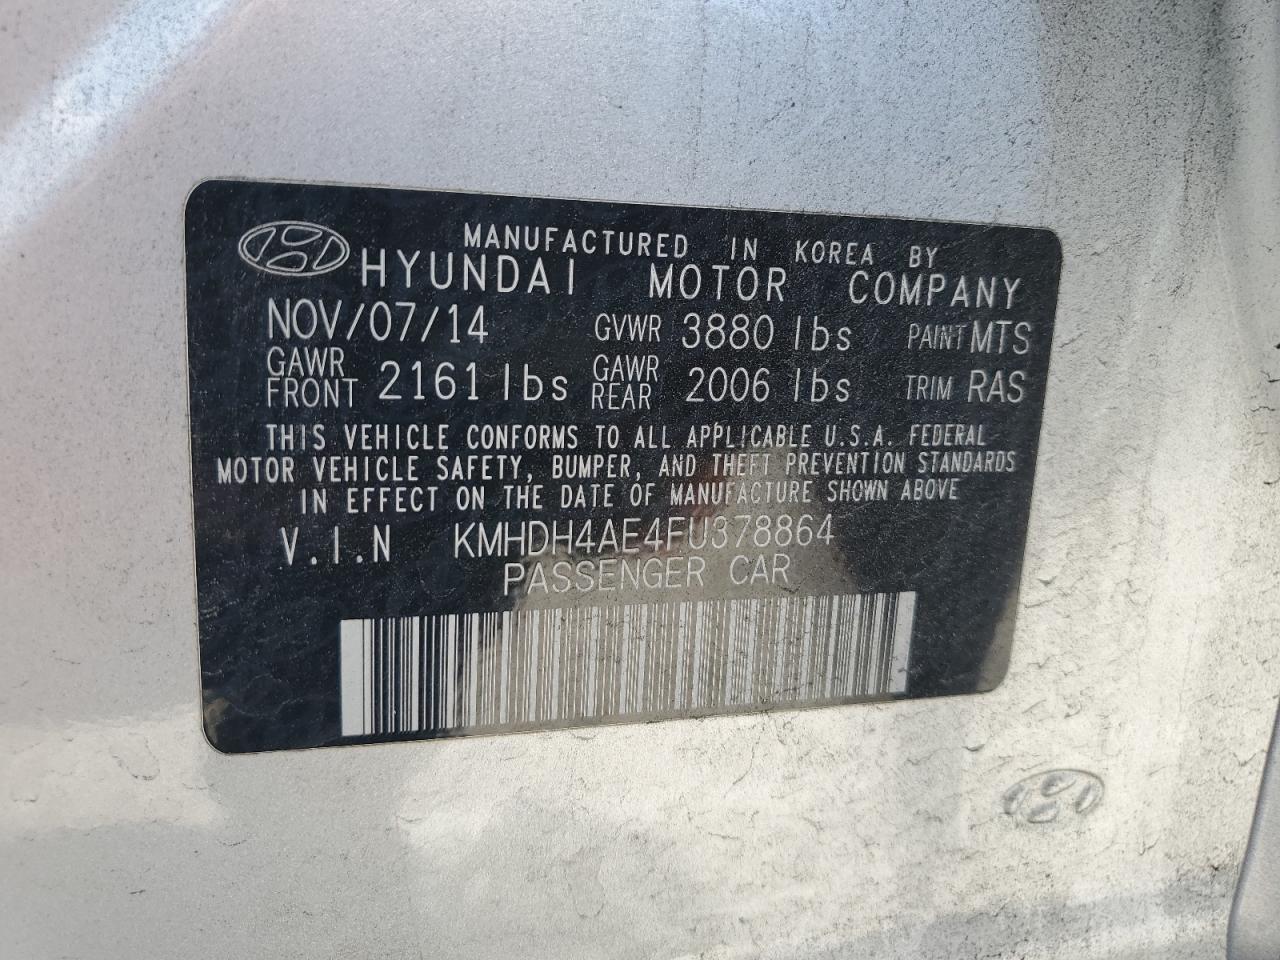 MANUFACTURED IN KOREA BY
HYUNDAI MOTOR COMPANY
NOV/07/14 GVWR 3880 lbs PAINT MTS
GAWR FRONT 2161 lbs GAWR REAR 2006 lbs TRIM RAS
THIS VEHICLE CONFORMS TO ALL APPLICABLE U.S.A. FEDERAL
MOTOR VEHICLE SAFETY, BUMPER, AND THEFT PREVENTION STANDARDS
IN EFFECT ON THE DATE OF MANUFACTURE SHOWN ABOVE
V.I.N KMHDH4AE4FU378864
PASSENGER CAR